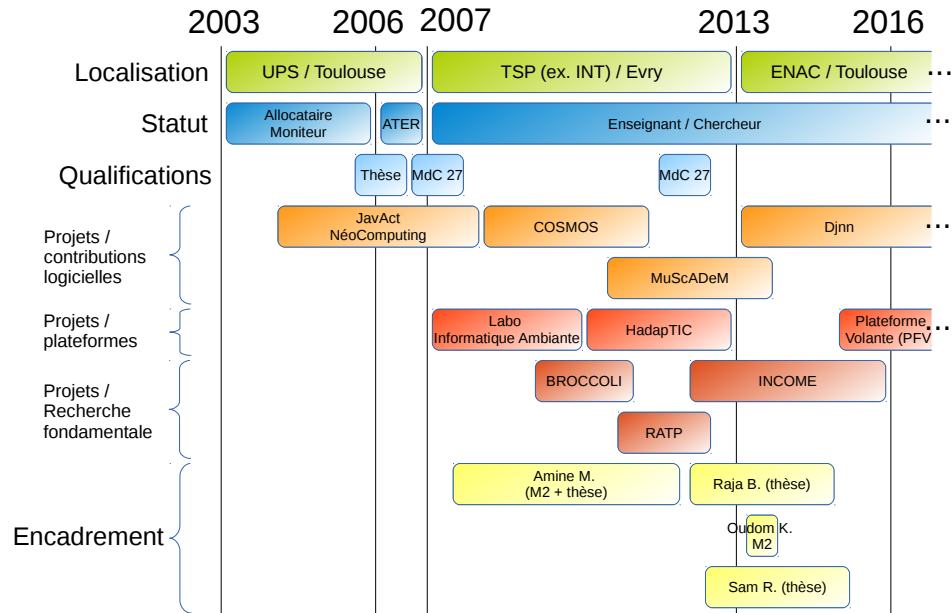 2003 2006 2007 2013 2016
Localisation UPS / Toulouse TSP (ex. INT) / Evry ENAC / Toulouse ...
Statut Allocataire Moniteur ATER Enseignant / Chercheur ...
Qualifications Thèse MdC 27 MdC 27
Projets /
contributions
logicielles
JavAct
NéoComputing
COSMOS
Djnn ...
MuScADeM
Projets /
plateformes
Labo
Informatique Ambiante
HadapTIC
Plateforme
Volante (PFV ...
Projets /
Recherche
fondamentale
BROCCOLI
INCOME
RATP
Encadrement
Amine M.
(M2 + thèse)
Raja B. (thèse)
Oudom K.
M2
Sam R. (thèse)